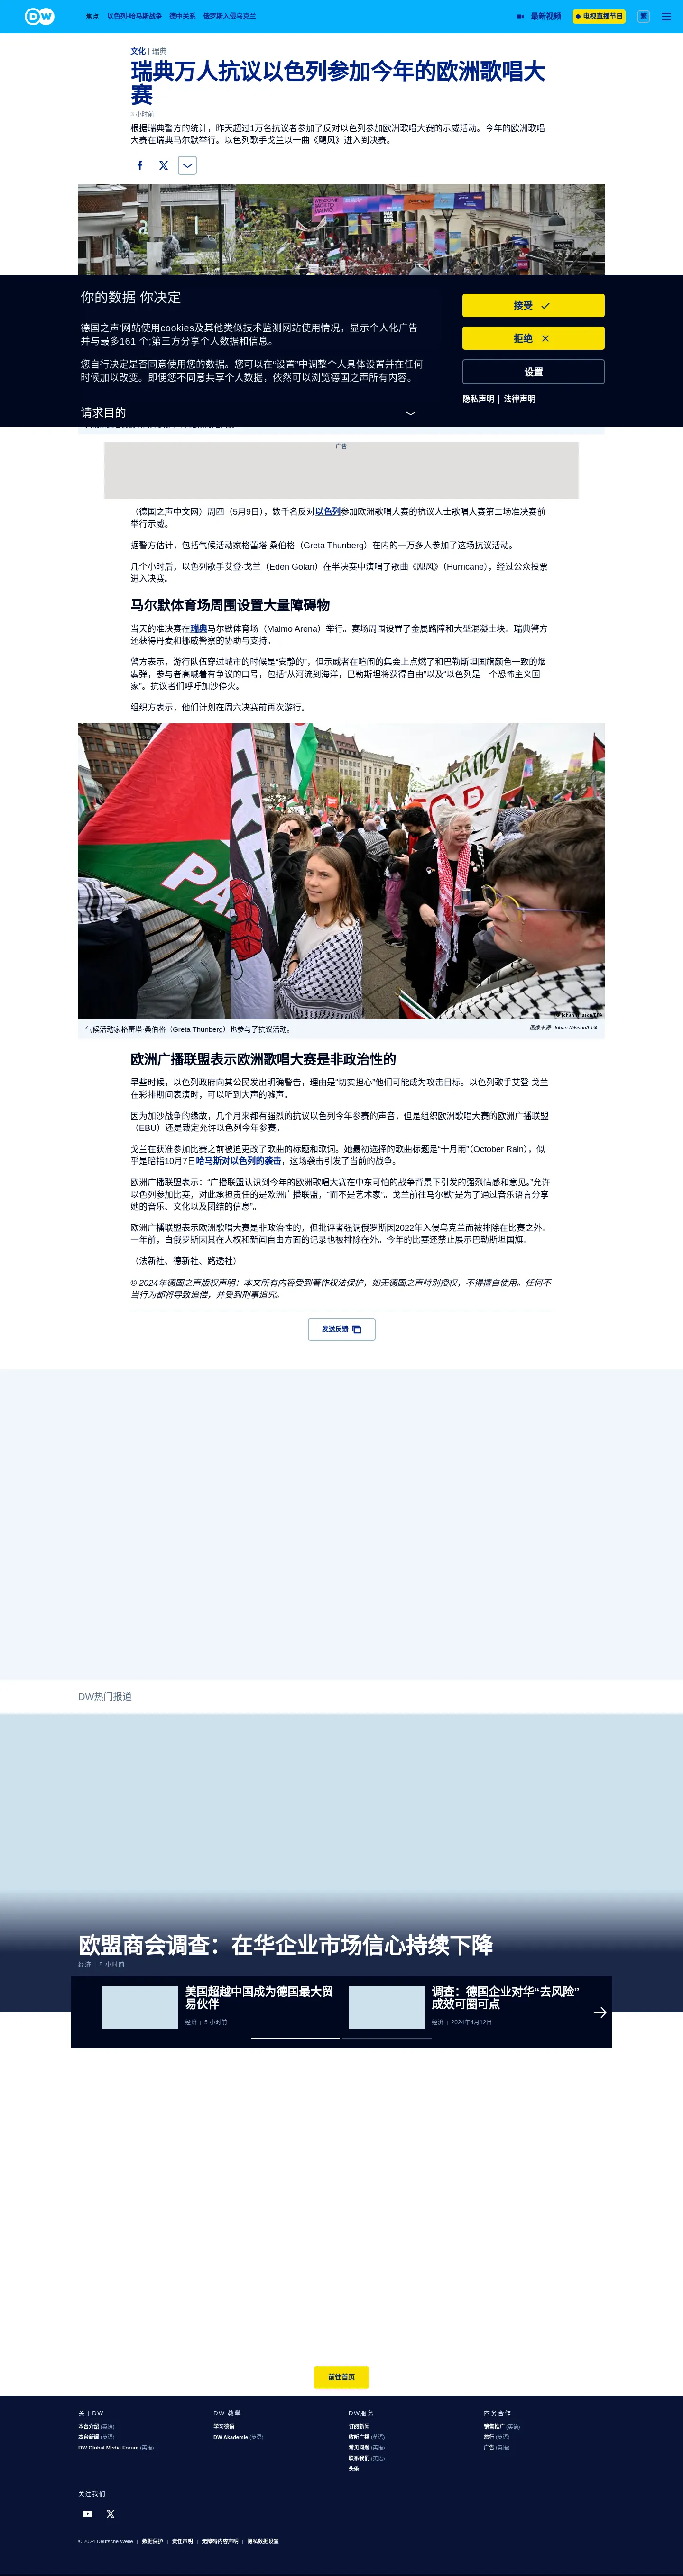 DW
焦点 以色列-哈马斯战争 德中关系 俄罗斯入侵乌克兰 最新视频 电视直播节目 繁
文化 | 瑞典
瑞典万人抗议以色列参加今年的欧洲歌唱大
赛
3 小时前
根据瑞典警方的统计，昨天超过1万名抗议者参加了反对以色列参加欧洲歌唱大赛的示威活动。今年的欧洲歌唱
大赛在瑞典马尔默举行。以色列歌手戈兰以一曲《飓风》进入到决赛。
WELCOME
BACK TO
MALMÖ
你的数据 你决定
德国之声'网站使用cookies及其他类似技术监测网站使用情况，显示个人化广告
并与最多161 个;第三方分享个人数据和信息。
您自行决定是否同意使用您的数据。您可以在“设置”中调整个人具体设置并在任何
时候加以改变。即便您不同意共享个人数据，依然可以浏览德国之声所有内容。
请求目的
接受
拒绝
设置
隐私声明 | 法律声明
广告
（德国之声中文网）周四（5月9日），数千名反对以色列参加欧洲歌唱大赛的抗议人士歌唱大赛第二场准决赛前
举行示威。
据警方估计，包括气候活动家格蕾塔·桑伯格（Greta Thunberg）在内的一万多人参加了这场抗议活动。
几个小时后，以色列歌手艾登·戈兰（Eden Golan）在半决赛中演唱了歌曲《飓风》（Hurricane），经过公众投票
进入决赛。
马尔默体育场周围设置大量障碍物
当天的准决赛在瑞典马尔默体育场（Malmo Arena）举行。赛场周围设置了金属路障和大型混凝土块。瑞典警方
还获得丹麦和挪威警察的协助与支持。
警方表示，游行队伍穿过城市的时候是“安静的”，但示威者在喧闹的集会上点燃了和巴勒斯坦国旗颜色一致的烟
雾弹，参与者高喊着有争议的口号，包括“从河流到海洋，巴勒斯坦将获得自由”以及“以色列是一个恐怖主义国
家”。抗议者们呼吁加沙停火。
组织方表示，他们计划在周六决赛前再次游行。
气候活动家格蕾塔·桑伯格（Greta Thunberg）也参与了抗议活动。
图像来源: Johan Nilsson/EPA
欧洲广播联盟表示欧洲歌唱大赛是非政治性的
早些时候，以色列政府向其公民发出明确警告，理由是“切实担心”他们可能成为攻击目标。以色列歌手艾登·戈兰
在彩排期间表演时，可以听到大声的嘘声。
因为加沙战争的缘故，几个月来都有强烈的抗议以色列今年参赛的声音，但是组织欧洲歌唱大赛的欧洲广播联盟
（EBU）还是裁定允许以色列今年参赛。
戈兰在获准参加比赛之前被迫更改了歌曲的标题和歌词。她最初选择的歌曲标题是“十月雨”（October Rain），似
乎是暗指10月7日哈马斯对以色列的袭击，这场袭击引发了当前的战争。
欧洲广播联盟表示：“广播联盟认识到今年的欧洲歌唱大赛在中东可怕的战争背景下引发的强烈情感和意见。”允许
以色列参加比赛，对此承担责任的是欧洲广播联盟，“而不是艺术家”。戈兰前往马尔默“是为了通过音乐语言分享
她的音乐、文化以及团结的信息”。
欧洲广播联盟表示欧洲歌唱大赛是非政治性的，但批评者强调俄罗斯因2022年入侵乌克兰而被排除在比赛之外。
一年前，白俄罗斯因其在人权和新闻自由方面的记录也被排除在外。今年的比赛还禁止展示巴勒斯坦国旗。
（法新社、德新社、路透社）
© 2024年德国之声版权声明：本文所有内容受到著作权法保护，如无德国之声特别授权，不得擅自使用。任何不
当行为都将导致追偿，并受到刑事追究。
发送反馈
DW热门报道
欧盟商会调查：在华企业市场信心持续下降
经济 | 5 小时前
美国超越中国成为德国最大贸
易伙伴
经济 | 5 小时前
调查：德国企业对华“去风险”
成效可圈可点
经济 | 2024年4月12日
前往首页
关于DW
本台介绍 (英语)
本台新闻 (英语)
DW Global Media Forum (英语)
DW 教學
学习德语
DW Akademie (英语)
DW服务
订阅新闻
收听广播 (英语)
常见问题 (英语)
联系我们 (英语)
头条
商务合作
销售推广 (英语)
旅行 (英语)
广告 (英语)
关注我们
© 2024 Deutsche Welle | 数据保护 | 责任声明 | 无障碍内容声明 | 隐私数据设置